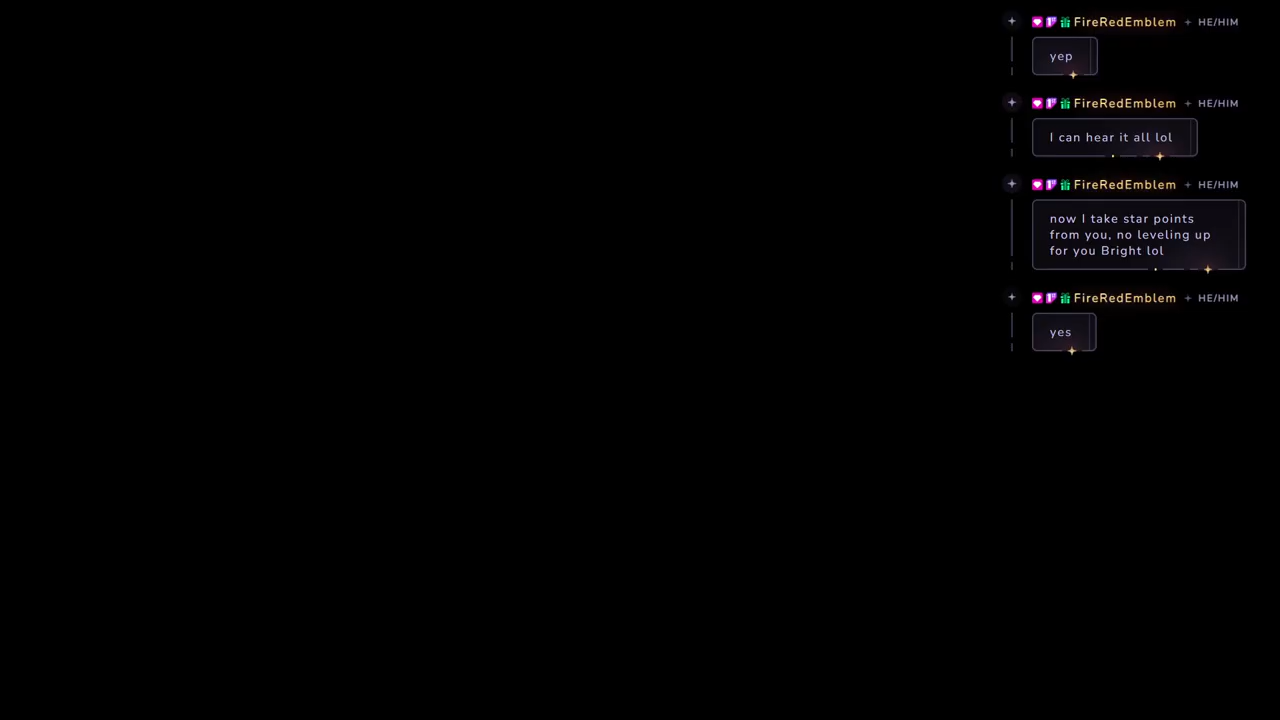 FireRedEmblem HE/HIM
yep
FireRedEmblem HE/HIM
I can hear it all lol
FireRedEmblem HE/HIM
now I take star points
from you, no leveling up
for you Bright lol
FireRedEmblem HE/HIM
yes